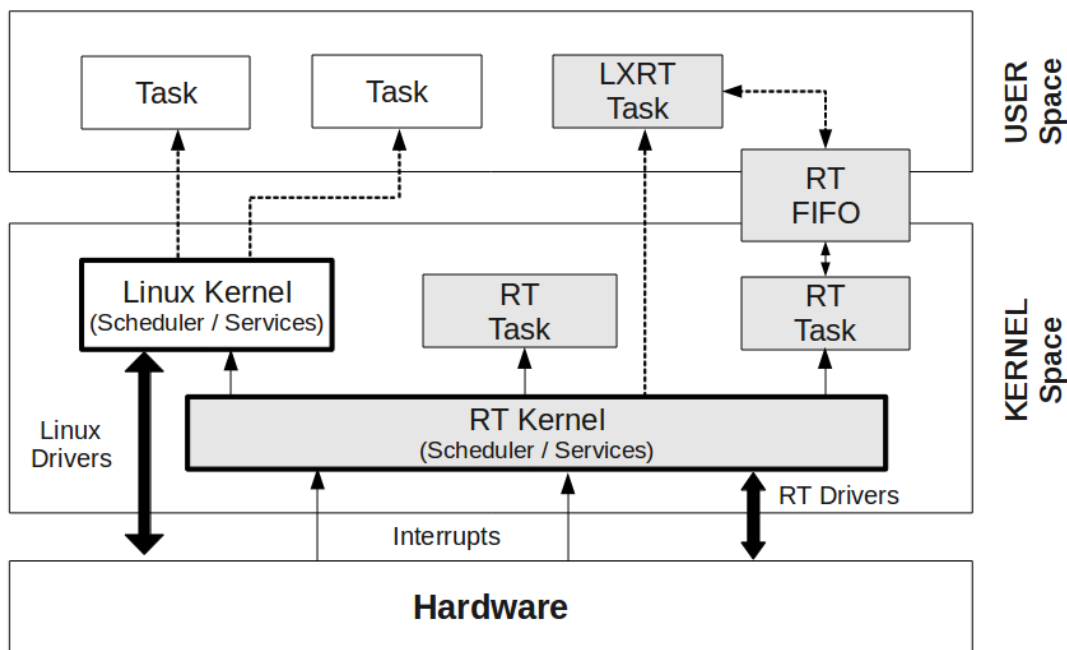 Task
Task
LXRT
Task
USER
Space
RT
FIFO
Linux Kernel
(Scheduler / Services)
RT
Task
RT
Task
KERNEL
Space
RT Kernel
(Scheduler / Services)
Linux
Drivers
RT Drivers
Interrupts
Hardware